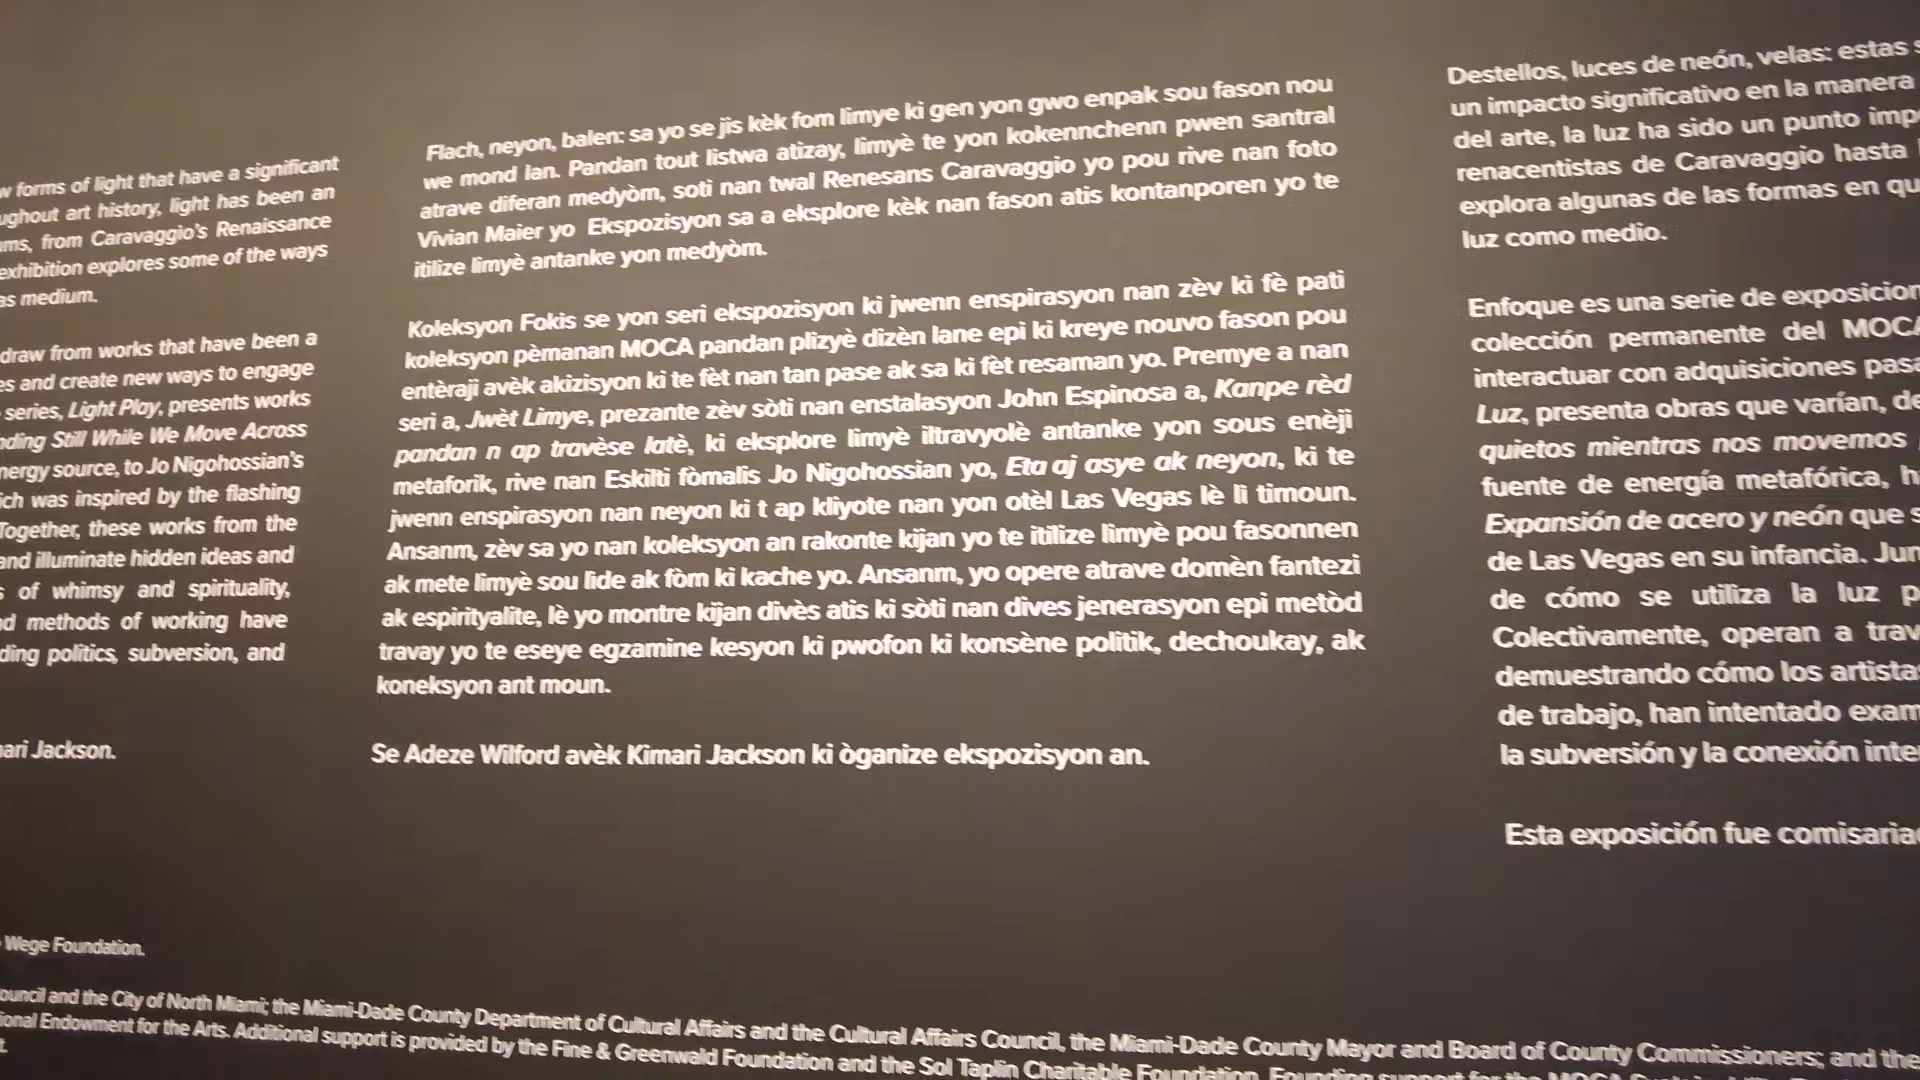 forms of light that have a significant
art history, light has been an
from Caravaggio's Renaissance
exhibition explores some of the ways
as medium.
draw from works that have been a
and create new ways to engage
series, Light Play, presents works
Still While We Move Across
energy source, to Jo Nigohossian's
which was inspired by the flashing
Together, these works from the
and illuminate hidden ideas and
of whimsy and spirituality,
methods of working have
politics, subversion, and
Jackson.
Wege Foundation.
Flach, neyon, balen: sa yo se jis kèk fom limye ki gen yon gwo enpak sou fason nou
we mond lan. Pandan tout listwa atizay, limyè te yon kokennchenn pwen santral
atrave diferan medyòm, soti nan twal Renesans Caravaggio yo pou rive nan foto
Vivian Maier yo Ekspozisyon sa a eksplore kèk nan fason atis kontanporen yo te
itilize limyè antanke yon medyòm.
Koleksyon Fokis se yon seri ekspozisyon ki jwenn enspirasyon nan zèv ki fè pati
koleksyon pèmanan MOCA pandan plizyè dizèn lane epi ki kreye nouvo fason pou
entèraji avèk akizisyon ki te fèt nan tan pase ak sa ki fèt resaman yo. Premye a nan
seri a, Jwèt Limye, prezante zèv sòti nan enstalasyon John Espinosa a, Kanpe rèd
pandan n ap travèse latè, ki eksplore limyè iltravyolè antanke yon sous enèji
metaforik, rive nan Eskilti fòmalis Jo Nigohossian yo, Eta aj asye ak neyon, ki te
jwenn enspirasyon nan neyon ki t ap kliyote nan yon otèl Las Vegas lè li timoun.
Ansanm, zèv sa yo nan koleksyon an rakonte kijan yo te itilize limyè pou fasonnen
ak mete limyè sou lide ak fòm ki kache yo. Ansanm, yo opere atrave domèn fantezi
ak espirityalite, lè yo montre kijan divès atis ki sòti nan dives jenerasyon epi metòd
travay yo te eseye egzamine kesyon ki pwofon ki konsène politik, dechoukay, ak
koneksyon ant moun.
Se Adeze Wilford avèk Kimari Jackson ki òganize ekspozisyon an.
Destellos, luces de neón, velas: estas
un impacto significativo en la manera
del arte, la luz ha sido un punto
renacentistas de Caravaggio hasta
explora algunas de las formas en
luz como medio.
Enfoque es una serie de
colección permanente del MOCA
interactuar con adquisiciones
Luz, presenta obras que varían,
quietos mientras nos movemos
fuente de energía metafórica,
Expansión de acero y neón que
de Las Vegas en su infancia.
de cómo se utiliza la luz
Colectivamente, operan a
demuestrando cómo los
de trabajo, han intentado
la subversión y la conexión
Esta exposición fue
Council and the City of North Miami; the Miami-Dade County Department of Cultural Affairs and the Cultural Affairs Council, the Miami-Dade County Mayor and Board of County Commissioners; and the
Endowment for the Arts. Additional support is provided by the Fine & Greenwald Foundation and the Sol Taplin Charitable Foundation.